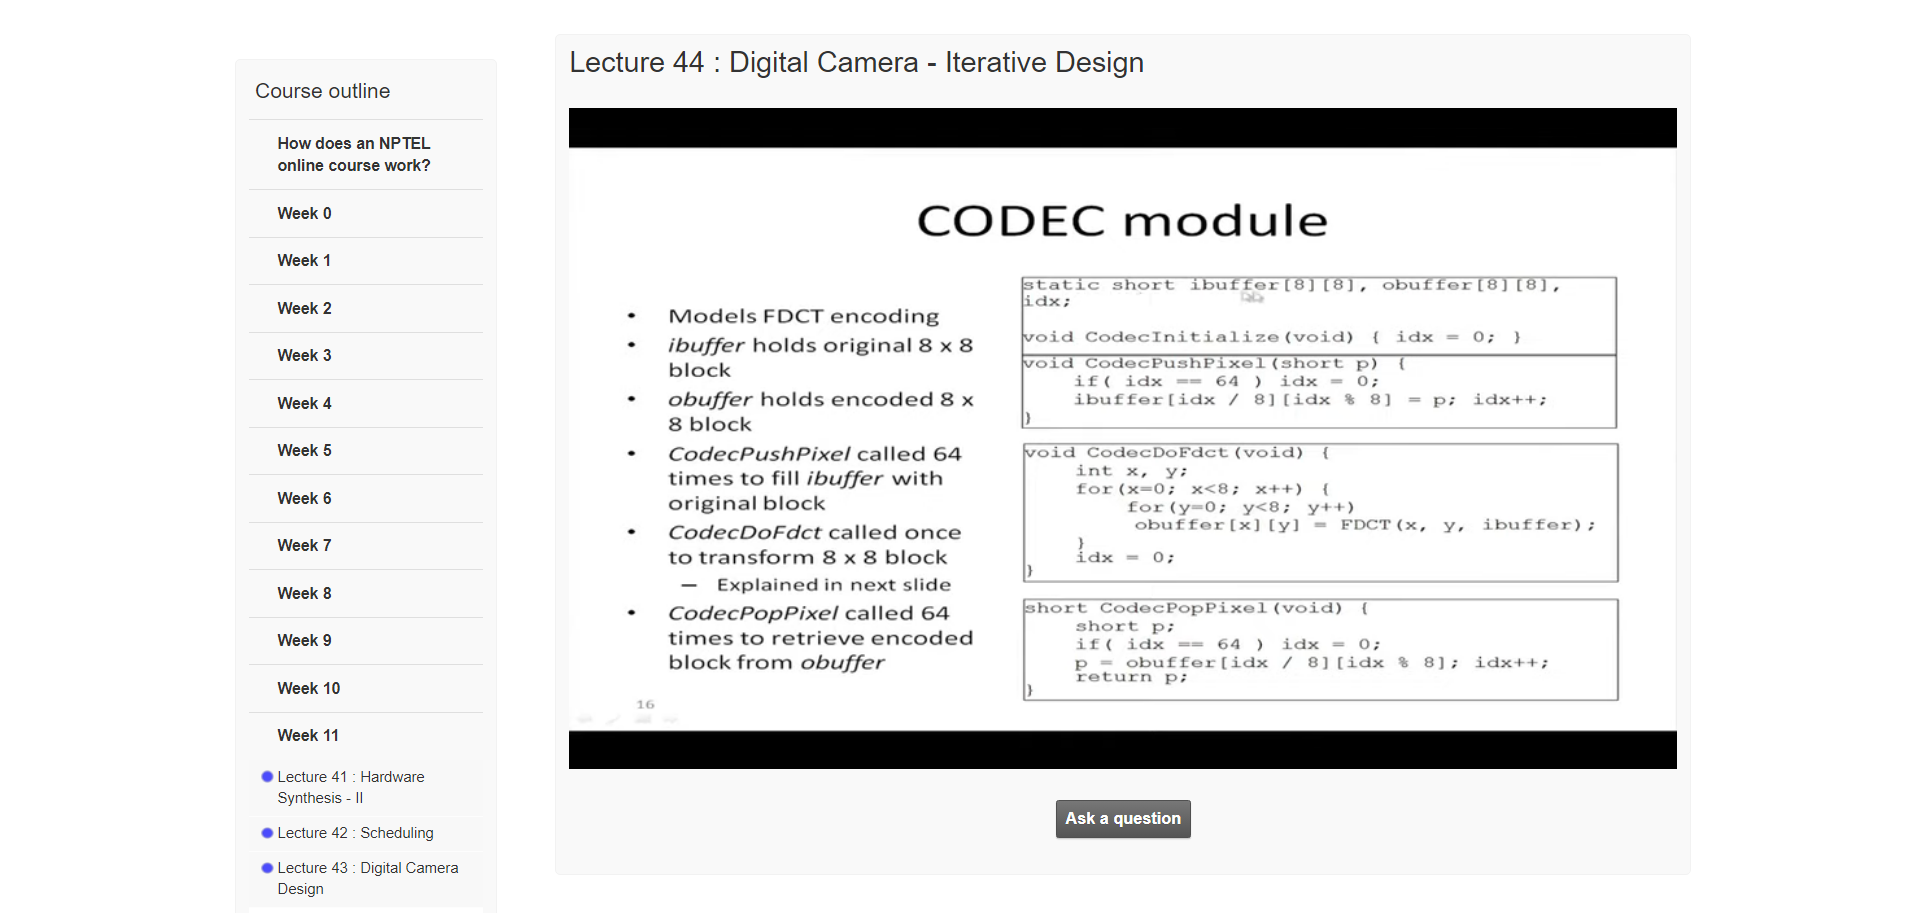 Course outline
How does an NPTEL
online course work?
Week 0
Week 1
Week 2
Week 3
Week 4
Week 5
Week 6
Week 7
Week 8
Week 9
Week 10
Week 11
Lecture 41 : Hardware
Synthesis - II
Lecture 42 : Scheduling
Lecture 43 : Digital Camera
Design
Lecture 44 : Digital Camera - Iterative Design
CODEC module
• Models FDCT encoding
• ibuffer holds original 8 x 8
block
• obuffer holds encoded 8 x
8 block
• CodecPushPixel called 64
times to fill ibuffer with
original block
• CodecDoFdct called once
to transform 8 x 8 block
– Explained in next slide
• CodecPopPixel called 64
times to retrieve encoded
block from obuffer
16
static short ibuffer[8][8], obuffer[8][8],
idx;
void CodecInitialize(void) { idx = 0; }
void CodecPushPixel(short p) {
if( idx == 64 ) idx = 0;
ibuffer[idx / 8][idx % 8] = p; idx++;
}
void CodecDoFdct(void) {
int x, y;
for(x=0; x<8; x++) {
for(y=0; y<8; y++)
obuffer[x][y] = FDCT(x, y, ibuffer);
}
idx = 0;
}
short CodecPopPixel(void) {
short p;
if( idx == 64 ) idx = 0;
p = obuffer[idx / 8][idx % 8]; idx++;
return p;
}
Ask a question